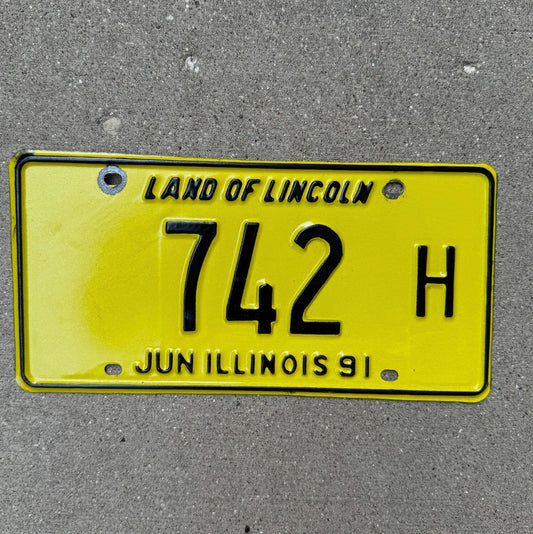 LAND OF LINCOLN
742 H
JUN ILLINOIS 91